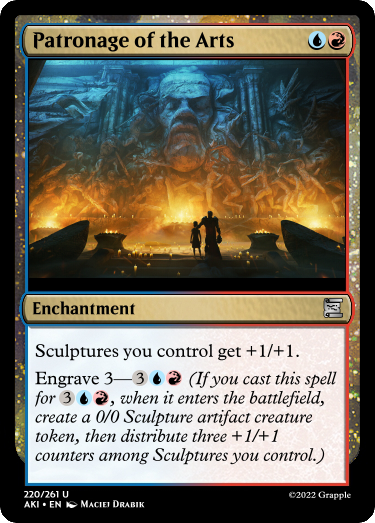 Patronage of the Arts
Enchantment
Sculptures you control get +1/+1.
Engrave 3—3 (If you cast this spell
for 3, when it enters the battlefield,
create a 0/0 Sculpture artifact creature
token, then distribute three +1/+1
counters among Sculptures you control.)
220/261 U
AKI • EN Maciej Drabik
©2022 Grapple